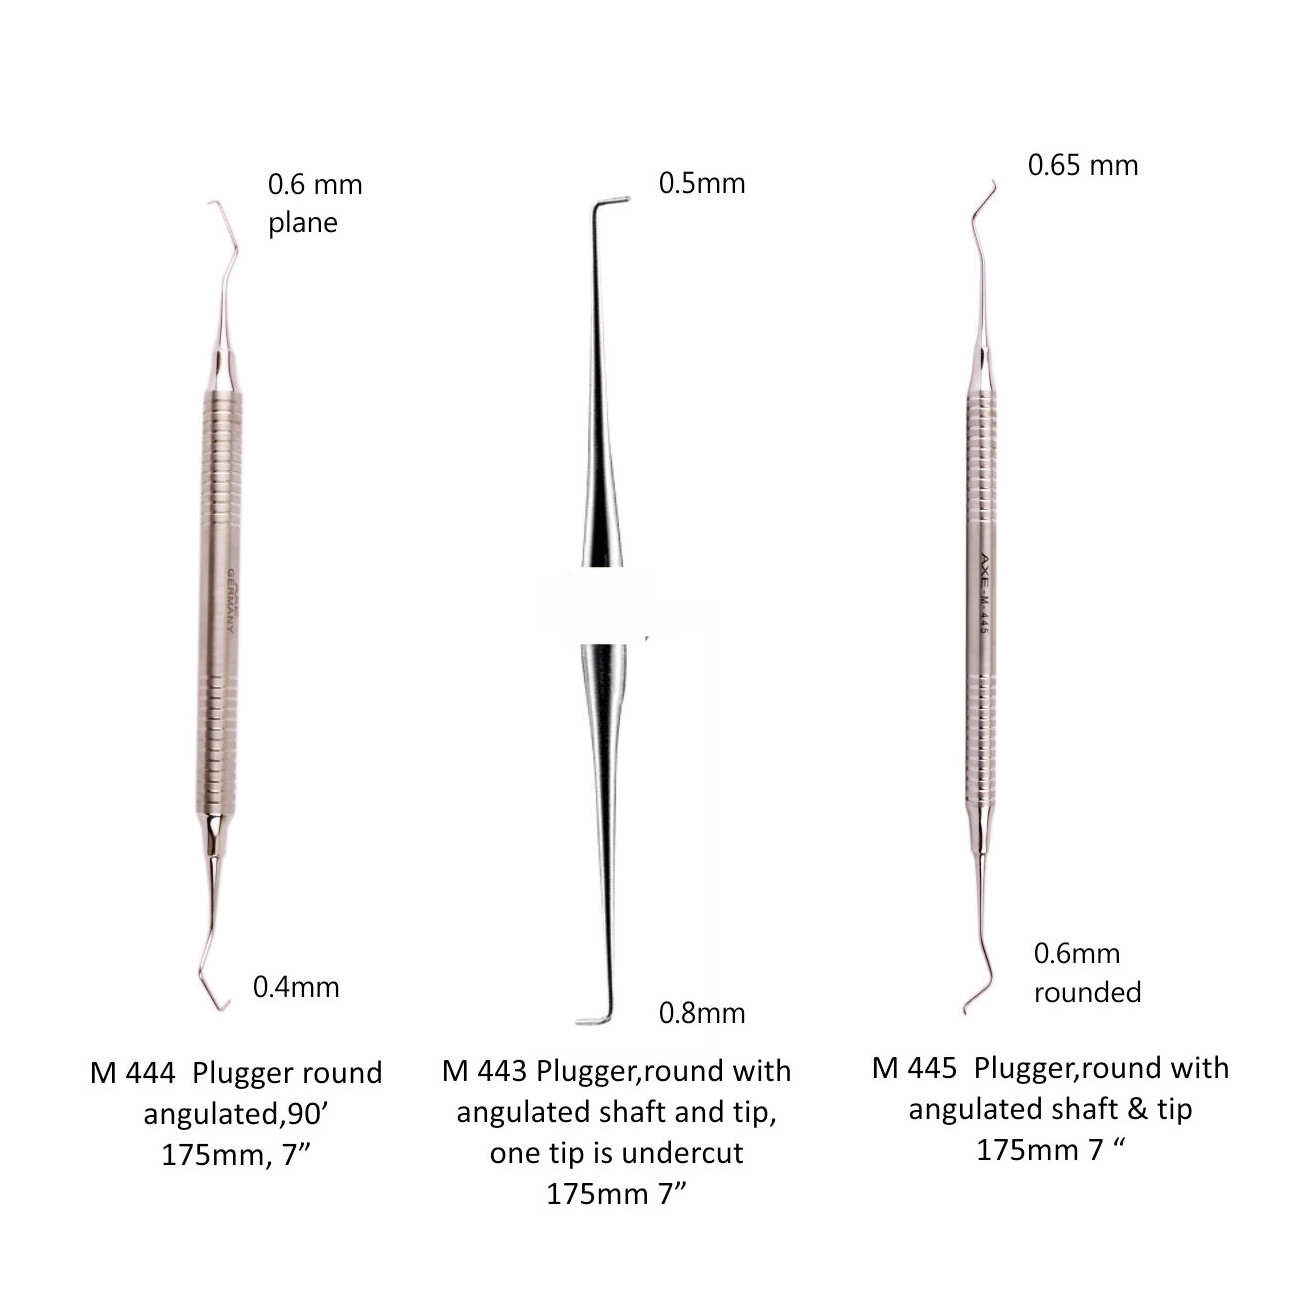 0.6 mm
plane
0.5mm
0.65 mm
GERMANY
AXE-M-445
0.4mm
0.8mm
0.6mm
rounded
M 444  Plugger round
angulated,90’
175mm, 7”
M 443 Plugger,round with
angulated shaft and tip,
one tip is undercut
175mm 7”
M 445  Plugger,round with
angulated shaft & tip
175mm 7 “